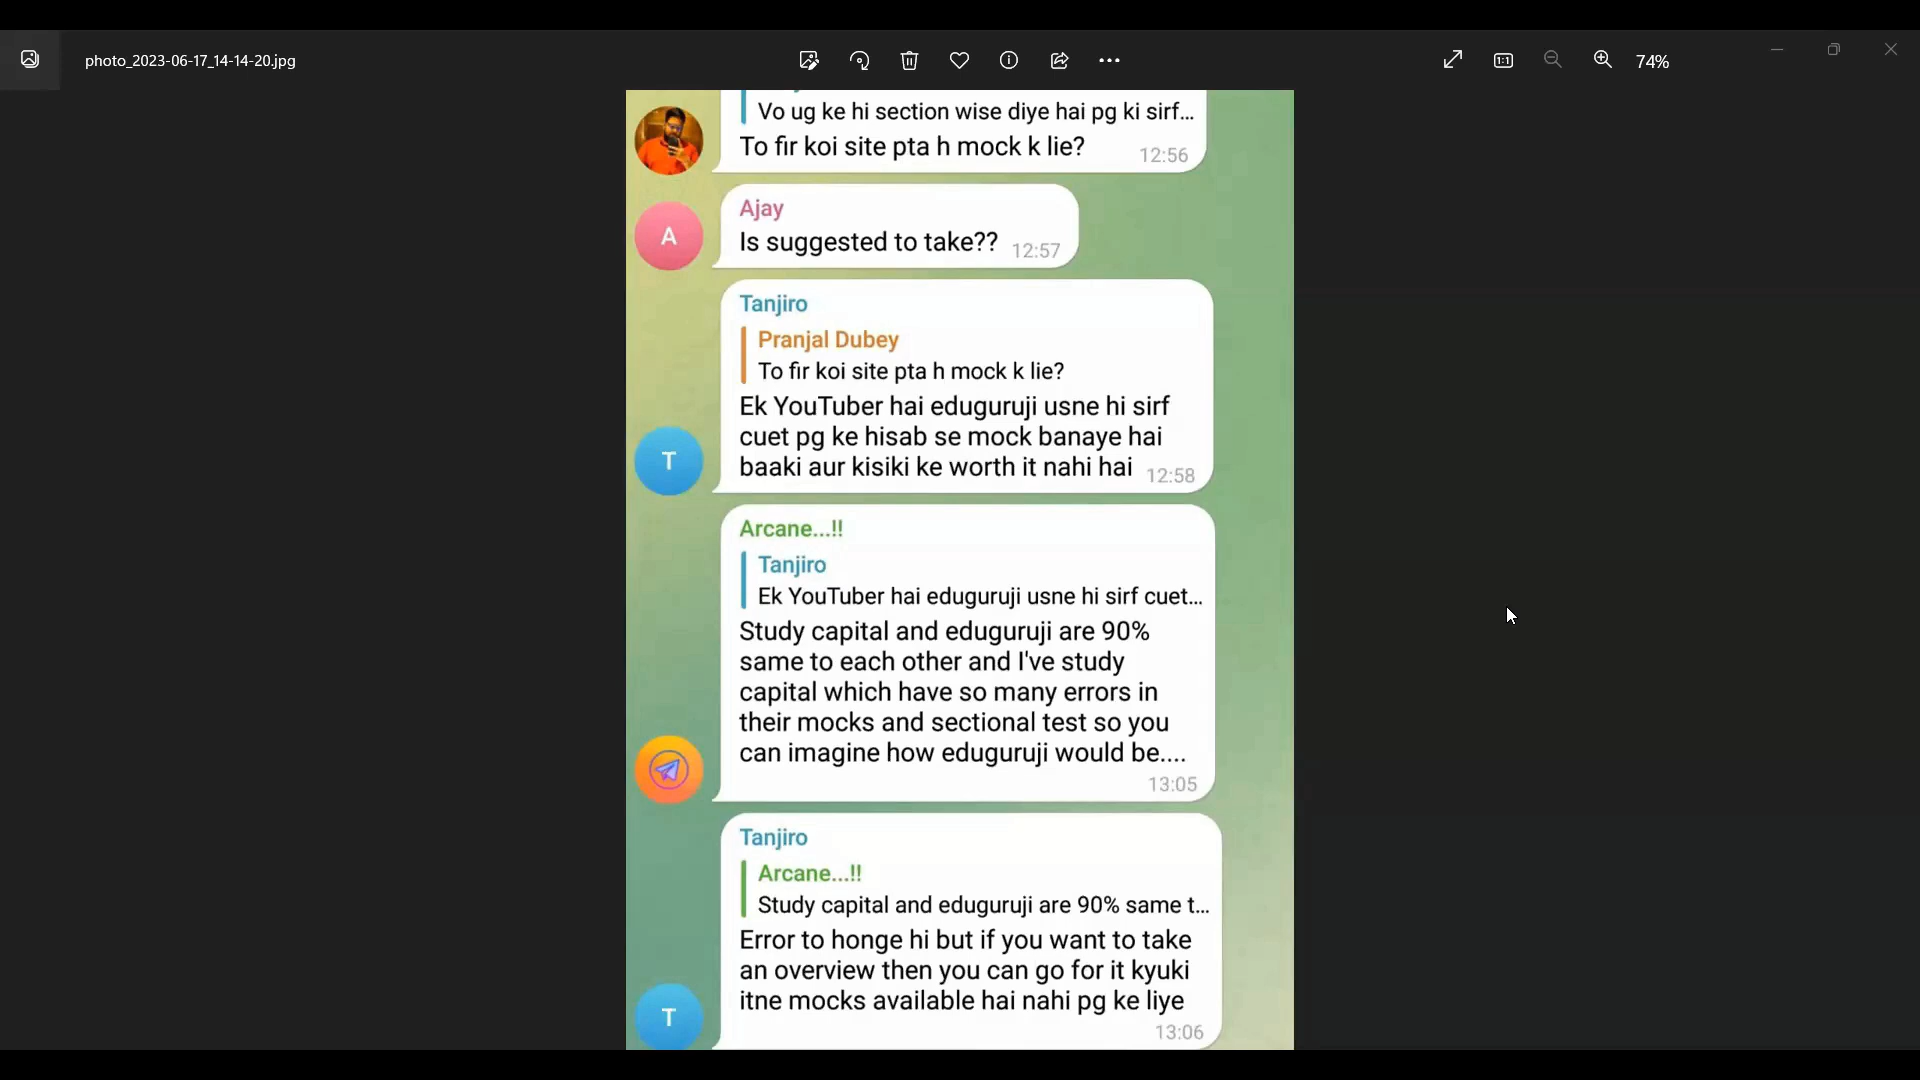 photo_2023-06-17_14-14-20.jpg
74%
Vo ug ke hi section wise diye hai pg ki sirf...
To fir koi site pta h mock k lie?
12:56
A
Ajay
Is suggested to take??
12:57
Tanjiro
Pranjal Dubey
To fir koi site pta h mock k lie?
Ek YouTuber hai eduguruji usne hi sirf
cuet pg ke hisab se mock banaye hai
baaki aur kisiki ke worth it nahi hai
12:58
T
Arcane...!!
Tanjiro
Ek YouTuber hai eduguruji usne hi sirf cuet...
Study capital and eduguruji are 90%
same to each other and I've study
capital which have so many errors in
their mocks and sectional test so you
can imagine how eduguruji would be....
13:05
Tanjiro
Arcane...!!
Study capital and eduguruji are 90% same t...
Error to honge hi but if you want to take
an overview then you can go for it kyuki
itne mocks available hai nahi pg ke liye
13:06
T